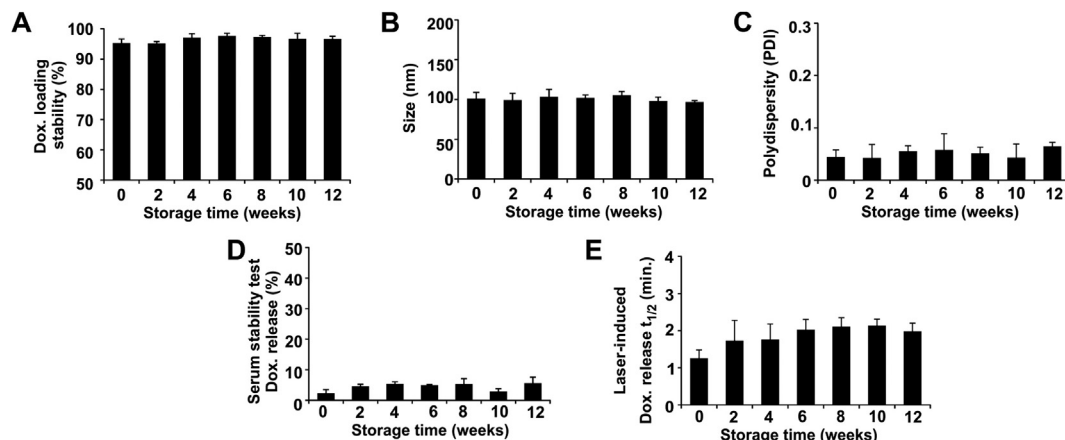 A
Dox. loading
stability (%)
100
90
80
70
60
50
0 2 4 6 8 10 12
Storage time (weeks)
B
Size (nm)
200
150
100
50
0
0 2 4 6 8 10 12
Storage time (weeks)
C
Polydispersity (PDI)
0.3
0.2
0.1
0
0 2 4 6 8 10 12
Storage time (weeks)
D
Serum stability test
Dox. release (%)
50
40
30
20
10
0
0 2 4 6 8 10 12
Storage time (weeks)
E
Laser-induced
Dox. release t1/2 (min.)
4
3
2
1
0
0 2 4 6 8 10 12
Storage time (weeks)